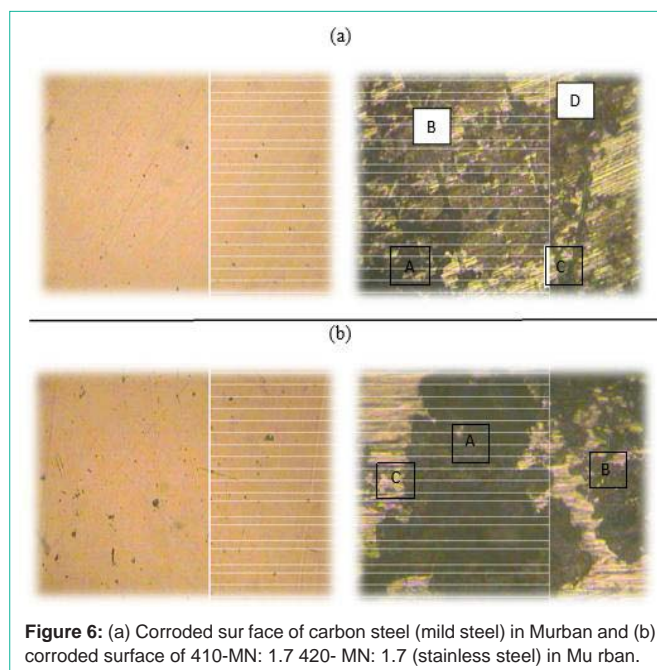 (a)
B
D
A
C
(b)
A
B
C
Figure 6: (a) Corroded sur face of carbon steel (mild steel) in Murban and (b)
corroded surface of 410-MN: 1.7 420- MN: 1.7 (stainless steel) in Mu rban.